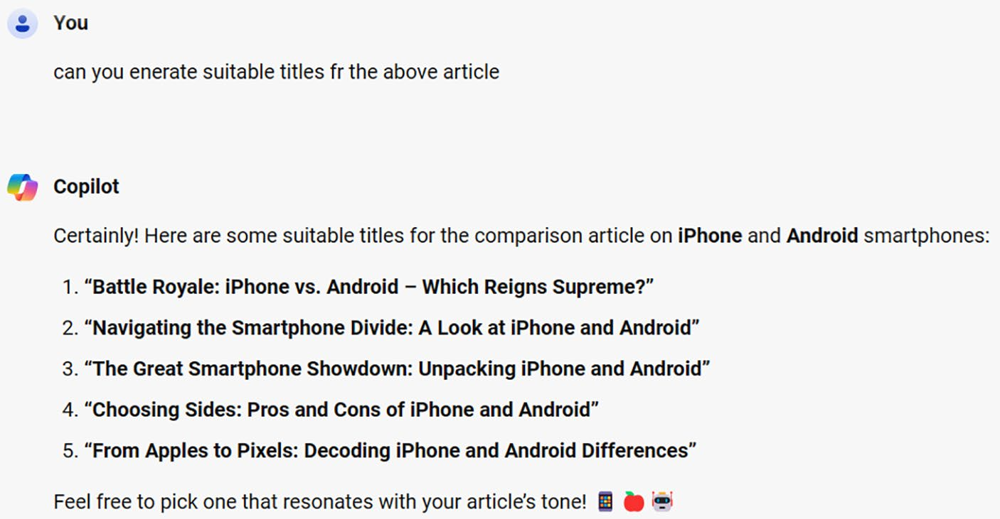 You
can you enerate suitable titles fr the above article
Copilot
Certainly! Here are some suitable titles for the comparison article on iPhone and Android smartphones:
1. “Battle Royale: iPhone vs. Android – Which Reigns Supreme?”
2. “Navigating the Smartphone Divide: A Look at iPhone and Android”
3. “The Great Smartphone Showdown: Unpacking iPhone and Android”
4. “Choosing Sides: Pros and Cons of iPhone and Android”
5. “From Apples to Pixels: Decoding iPhone and Android Differences”
Feel free to pick one that resonates with your article’s tone! 📱🍎🤖